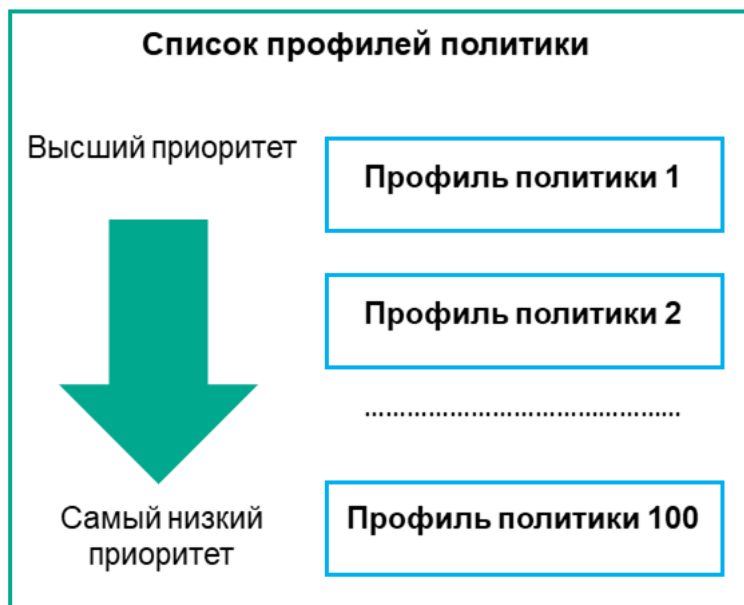 Список профилей политики
Высший приоритет
Профиль политики 1
Профиль политики 2
................................................
Самый низкий
приоритет
Профиль политики 100